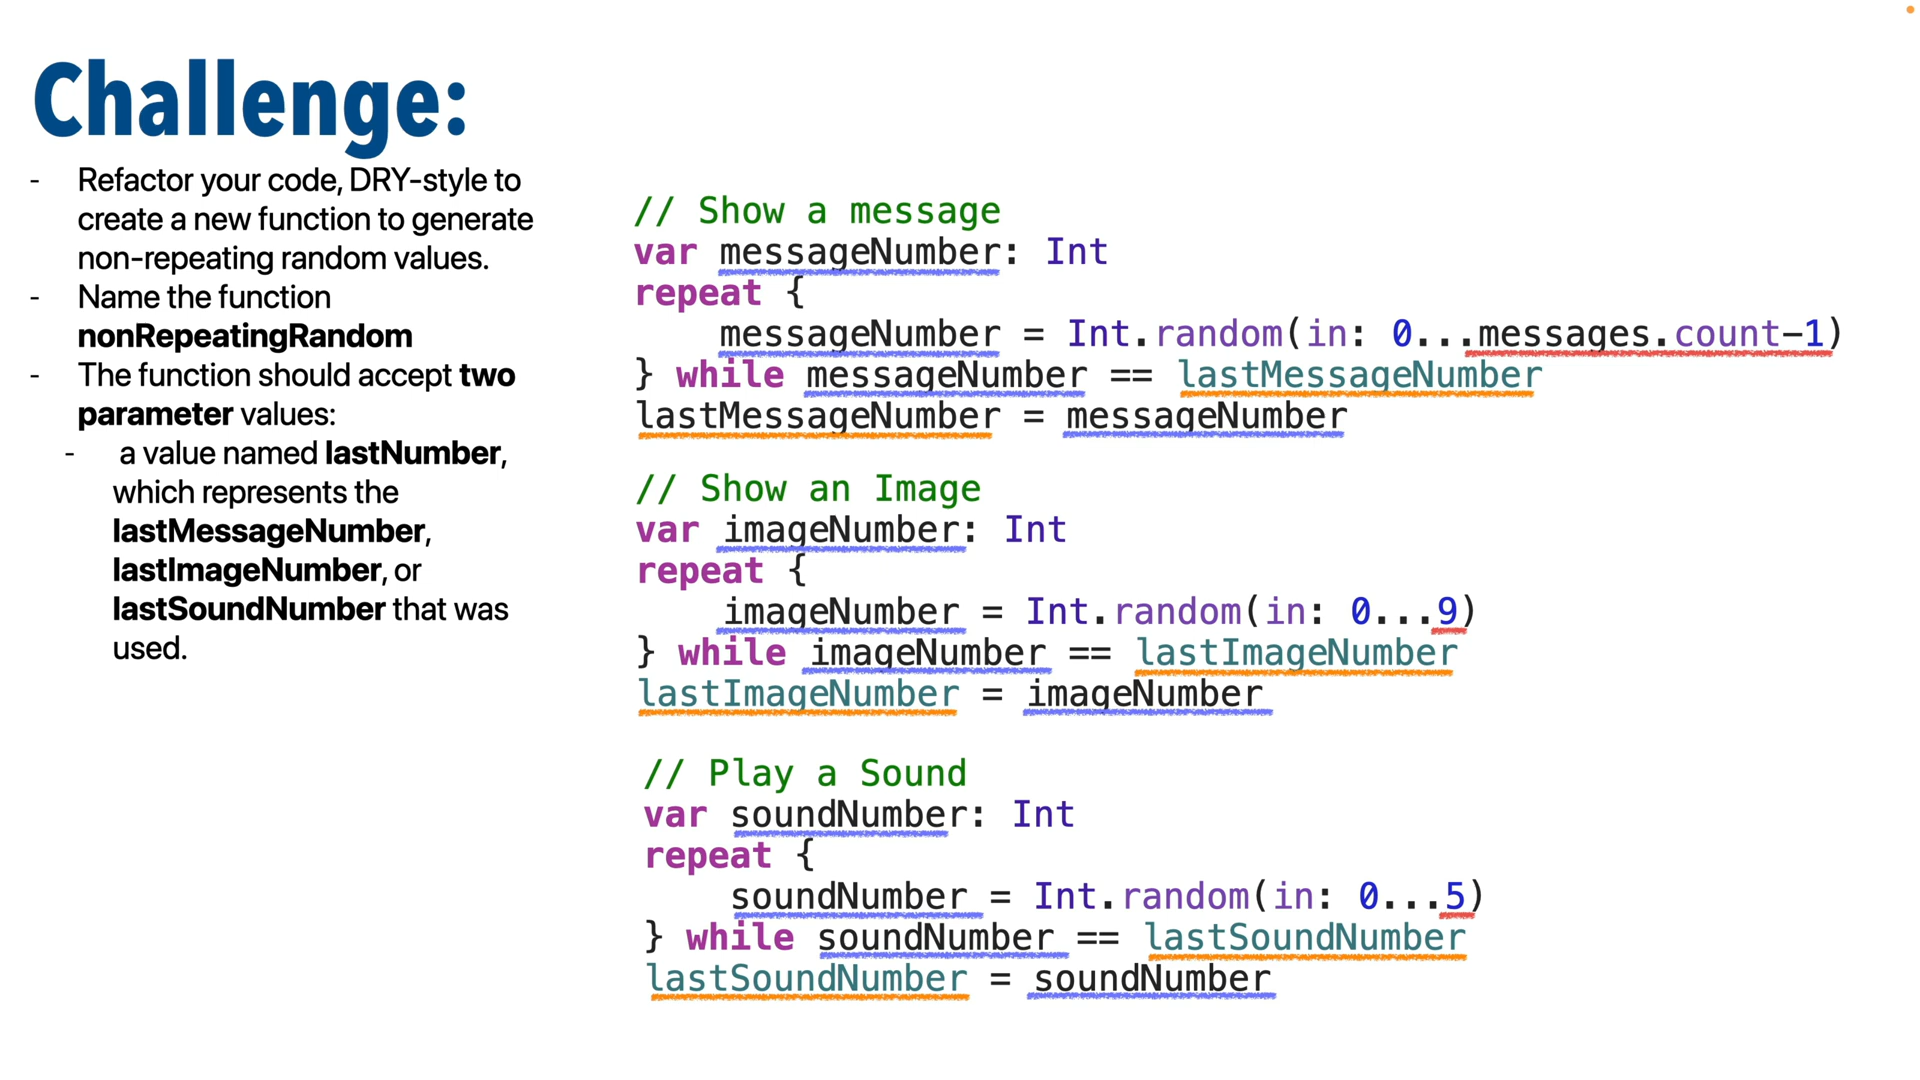 Challenge:
- Refactor your code, DRY-style to
create a new function to generate
non-repeating random values.
- Name the function
nonRepeatingRandom
- The function should accept two
parameter values:
- a value named lastNumber,
which represents the
lastMessageNumber,
lastImageNumber, or
lastSoundNumber that was
used.
// Show a message
var messageNumber: Int
repeat {
messageNumber = Int.random(in: 0...messages.count-1)
} while messageNumber == lastMessageNumber
lastMessageNumber = messageNumber
// Show an Image
var imageNumber: Int
repeat {
imageNumber = Int.random(in: 0...9)
} while imageNumber == lastImageNumber
lastImageNumber = imageNumber
// Play a Sound
var soundNumber: Int
repeat {
soundNumber = Int.random(in: 0...5)
} while soundNumber == lastSoundNumber
lastSoundNumber = soundNumber